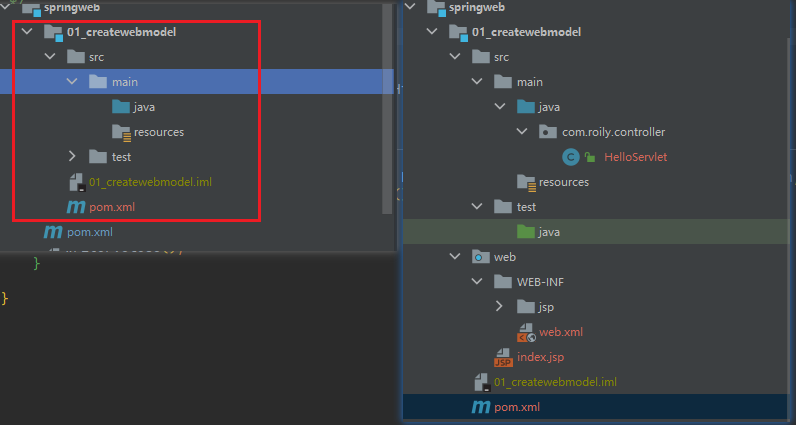 springweb
01_createwebmodel
src
main
java
resources
test
01_createwebmodel.iml
pom.xml
pom.xml
}
}
springweb
01_createwebmodel
src
main
java
com.roily.controller
HelloServlet
resources
test
java
web
WEB-INF
jsp
web.xml
index.jsp
01_createwebmodel.iml
pom.xml